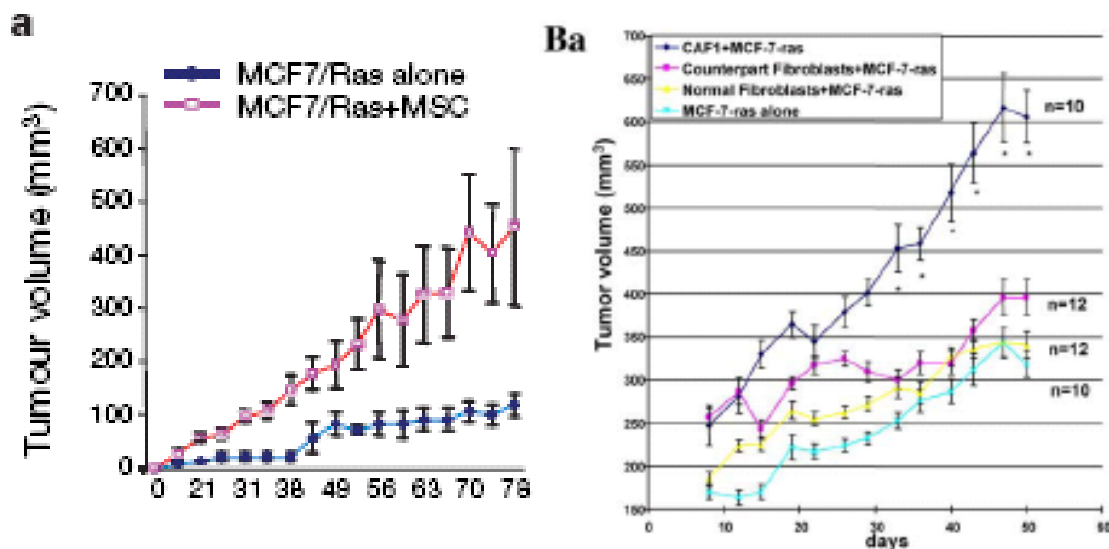 a
MCF7/Ras alone
MCF7/Ras+MSC
Tumour volume (mm³)
700
600
500
400
300
200
100
0
0 21 31 38 49 56 63 70 78
Ba
CAF1+MCF-7-ras
Counterpart Fibroblasts+MCF-7-ras
Normal Fibroblasts+MCF-7-ras
MCF-7-ras alone
Tumor volume (mm³)
700
650
600
550
500
450
400
350
300
250
200
150
n=10
n=12
n=12
n=10
0 10 20 30 40 50 60
days